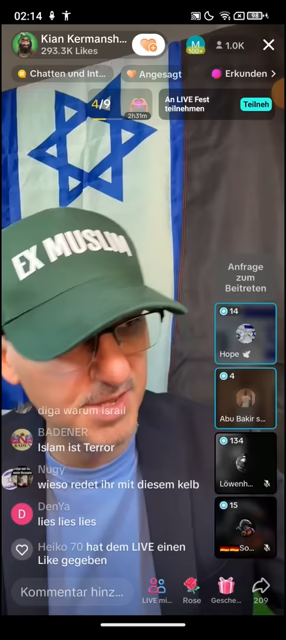 02:14
98
Kian Kermansh...
293.3K Likes
M
100+
1.0K
Chatten und Int...
Angesagt
Erkunden
4/9
2h31m
An LIVE Fest
teilnehmen
Teilneh
EX MUSLIM
Anfrage
zum
Beitreten
14
Hope
4
Abu Bakir s...
134
Löwenh...
15
So...
diga warum Israil
BADENER
Islam ist Terror
Nugy
wieso redet ihr mit diesem kelb
D
DenYa
lies lies lies
Heiko 70 hat dem LIVE einen
Like gegeben
Kommentar hinz...
LIVE mi...
Rose
Gesche...
209